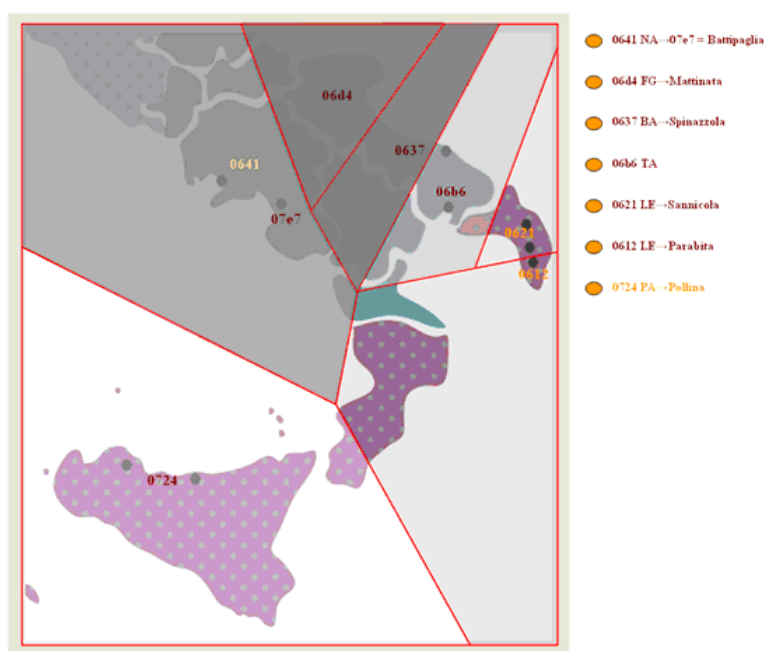 06d4
0637
0641
06b6
07e7
0621
0612
0724
0641 NA→07e7 = Battipaglia
06d4 FG→Mattinata
0637 BA→Spinazzola
06b6 TA
0621 LE→Sannicola
0612 LE→Parabita
0724 PA→Pollina